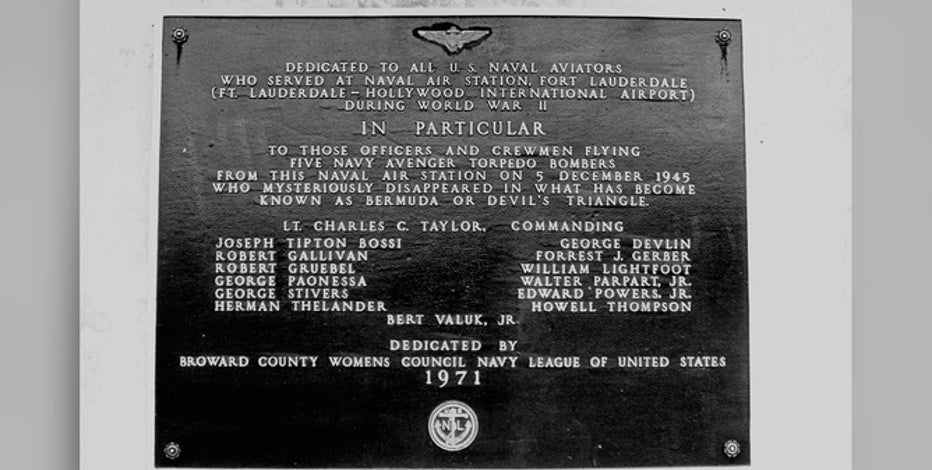 DEDICATED TO ALL U.S. NAVAL AVIATORS
WHO SERVED AT NAVAL AIR STATION, FORT LAUDERDALE
(FT. LAUDERDALE – HOLLYWOOD INTERNATIONAL AIRPORT)
DURING WORLD WAR II
IN PARTICULAR
TO THOSE OFFICERS AND CREWMEN FLYING
FIVE NAVY AVENGER TORPEDO BOMBERS
FROM THIS NAVAL AIR STATION ON 5 DECEMBER 1945
WHO MYSTERIOUSLY DISAPPEARED IN WHAT HAS BECOME
KNOWN AS BERMUDA OR DEVIL'S TRIANGLE.
LT. CHARLES C. TAYLOR, COMMANDING
JOSEPH TIPTON BOSSI GEORGE DEVLIN
ROBERT GALLIVAN FORREST J. GERBER
ROBERT GRUEBEL WILLIAM LIGHTFOOT
GEORGE PAONESSA WALTER PARPART, JR.
GEORGE STIVERS EDWARD POWERS, JR.
HERMAN THELANDER HOWELL THOMPSON
BERT VALUK, JR.
DEDICATED BY
BROWARD COUNTY WOMENS COUNCIL NAVY LEAGUE OF UNITED STATES
1971
U.S.
NL